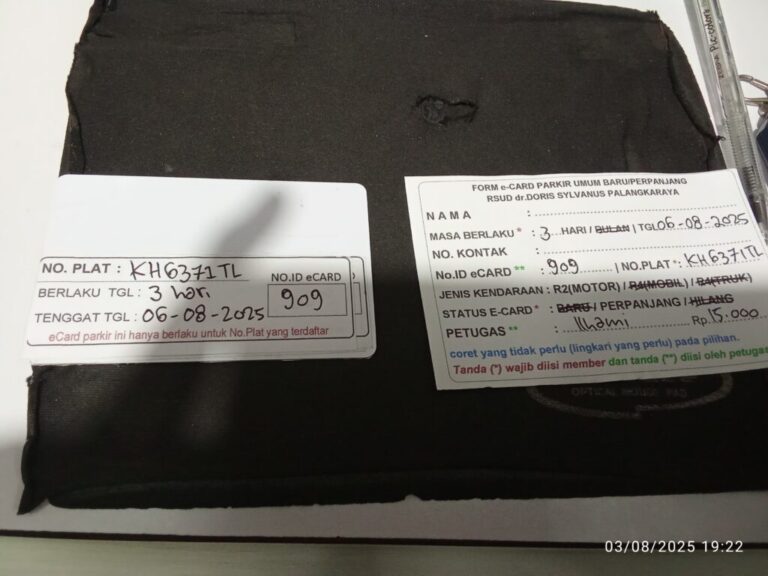 NO. PLAT : KH6371TL
NO.ID eCARD
BERLAKU TGL : 3 hari
909
TENGGAT TGL : 06-08-2025
eCard parkir ini hanya berlaku untuk No.Plat yang terdaftar
FORM e-CARD PARKIR UMUM BARU/PERPANJANG
RSUD dr.DORIS SYLVANUS PALANGKARAYA
NAMA :
MASA BERLAKU * : 3 HARI / BULAN | TGL 06-08-2025
NO. KONTAK :
No.ID eCARD ** : 909 | NO.PLAT * : KH6371TL
JENIS KENDARAAN : R2(MOTOR) / R4(MOBIL) / R4(TRUK)
STATUS E-CARD * : BARU / PERPANJANG / HILANG
PETUGAS ** : Ilhami Rp. 15.000
coret yang tidak perlu (lingkari yang perlu) pada pilihan.
Tanda (*) wajib diisi member dan tanda (**) diisi oleh petugas
OPTICAL MOUSE PAD
03/08/2025 19:22